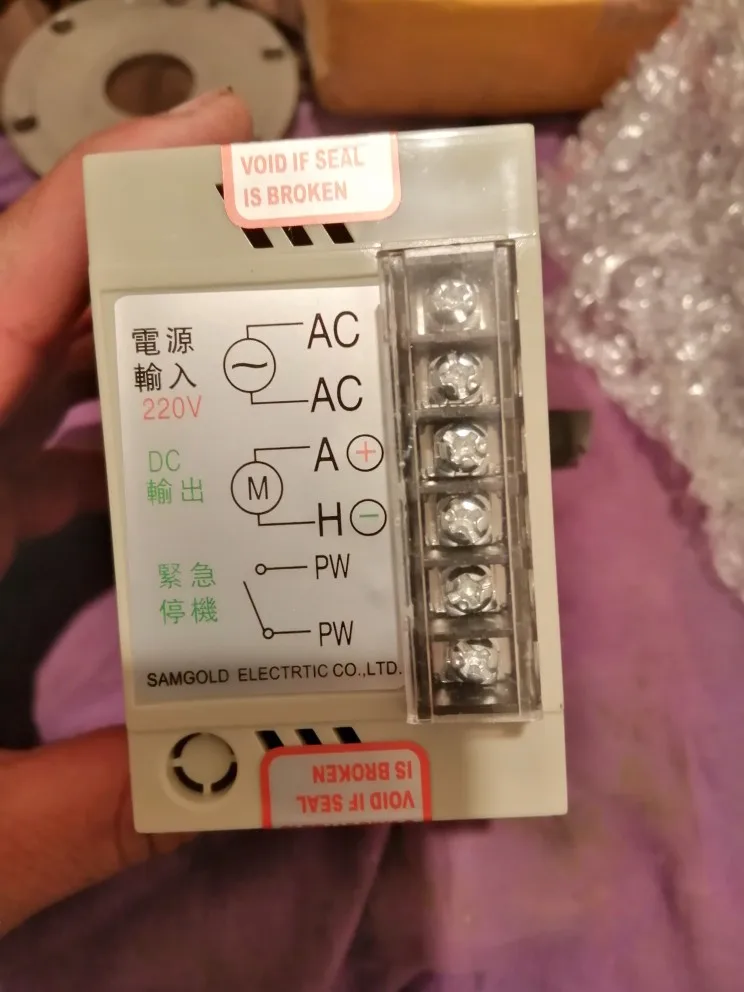 VOID IF SEAL
IS BROKEN
電源
輸入
220V
AC
AC
DC
輸出
M
A +
H −
緊急
停機
PW
PW
SAMGOLD ELECTRTIC CO.,LTD.
VOID IF SEAL
IS BROKEN